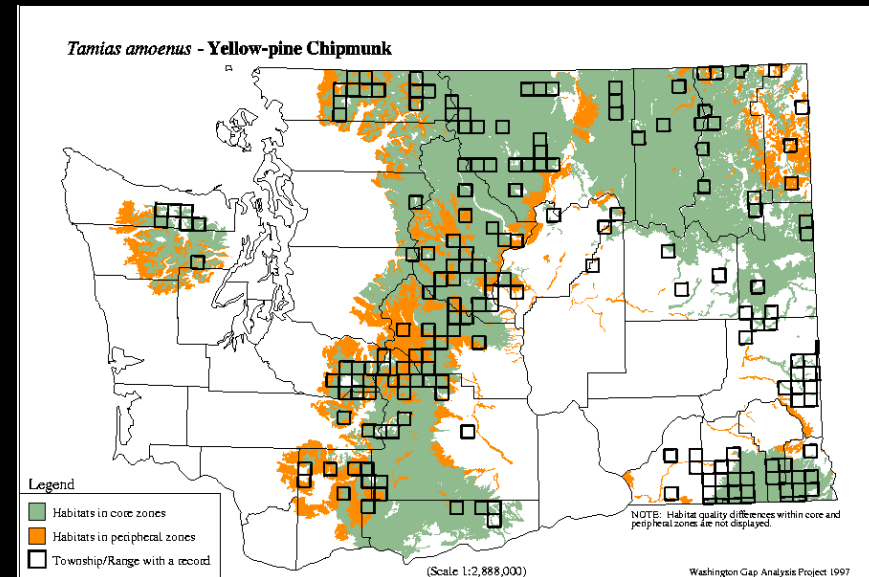 Tamias amoenus - Yellow-pine Chipmunk
Legend
Habitats in core zones
Habitats in peripheral zones
Township/Range with a record
NOTE: Habitat quality differences within core and
peripheral zones are not displayed.
(Scale 1:2,888,000)
Washington Gap Analysis Project 1997